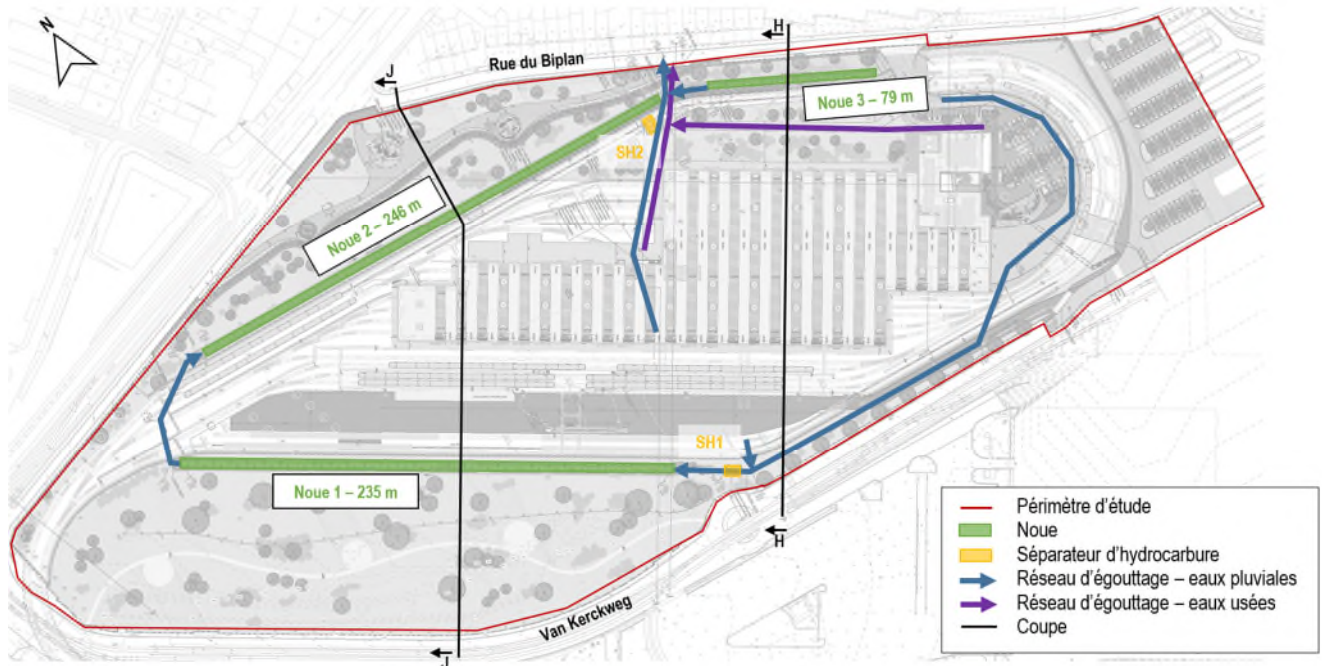 N
H
Rue du Biplan
J
Noue 3 – 79 m
SH2
Noue 2 – 246 m
SH1
Noue 1 – 235 m
H
Van Kerckweg
J
Périmètre d'étude
Noue
Séparateur d'hydrocarbure
Réseau d'égouttage – eaux pluviales
Réseau d'égouttage – eaux usées
Coupe